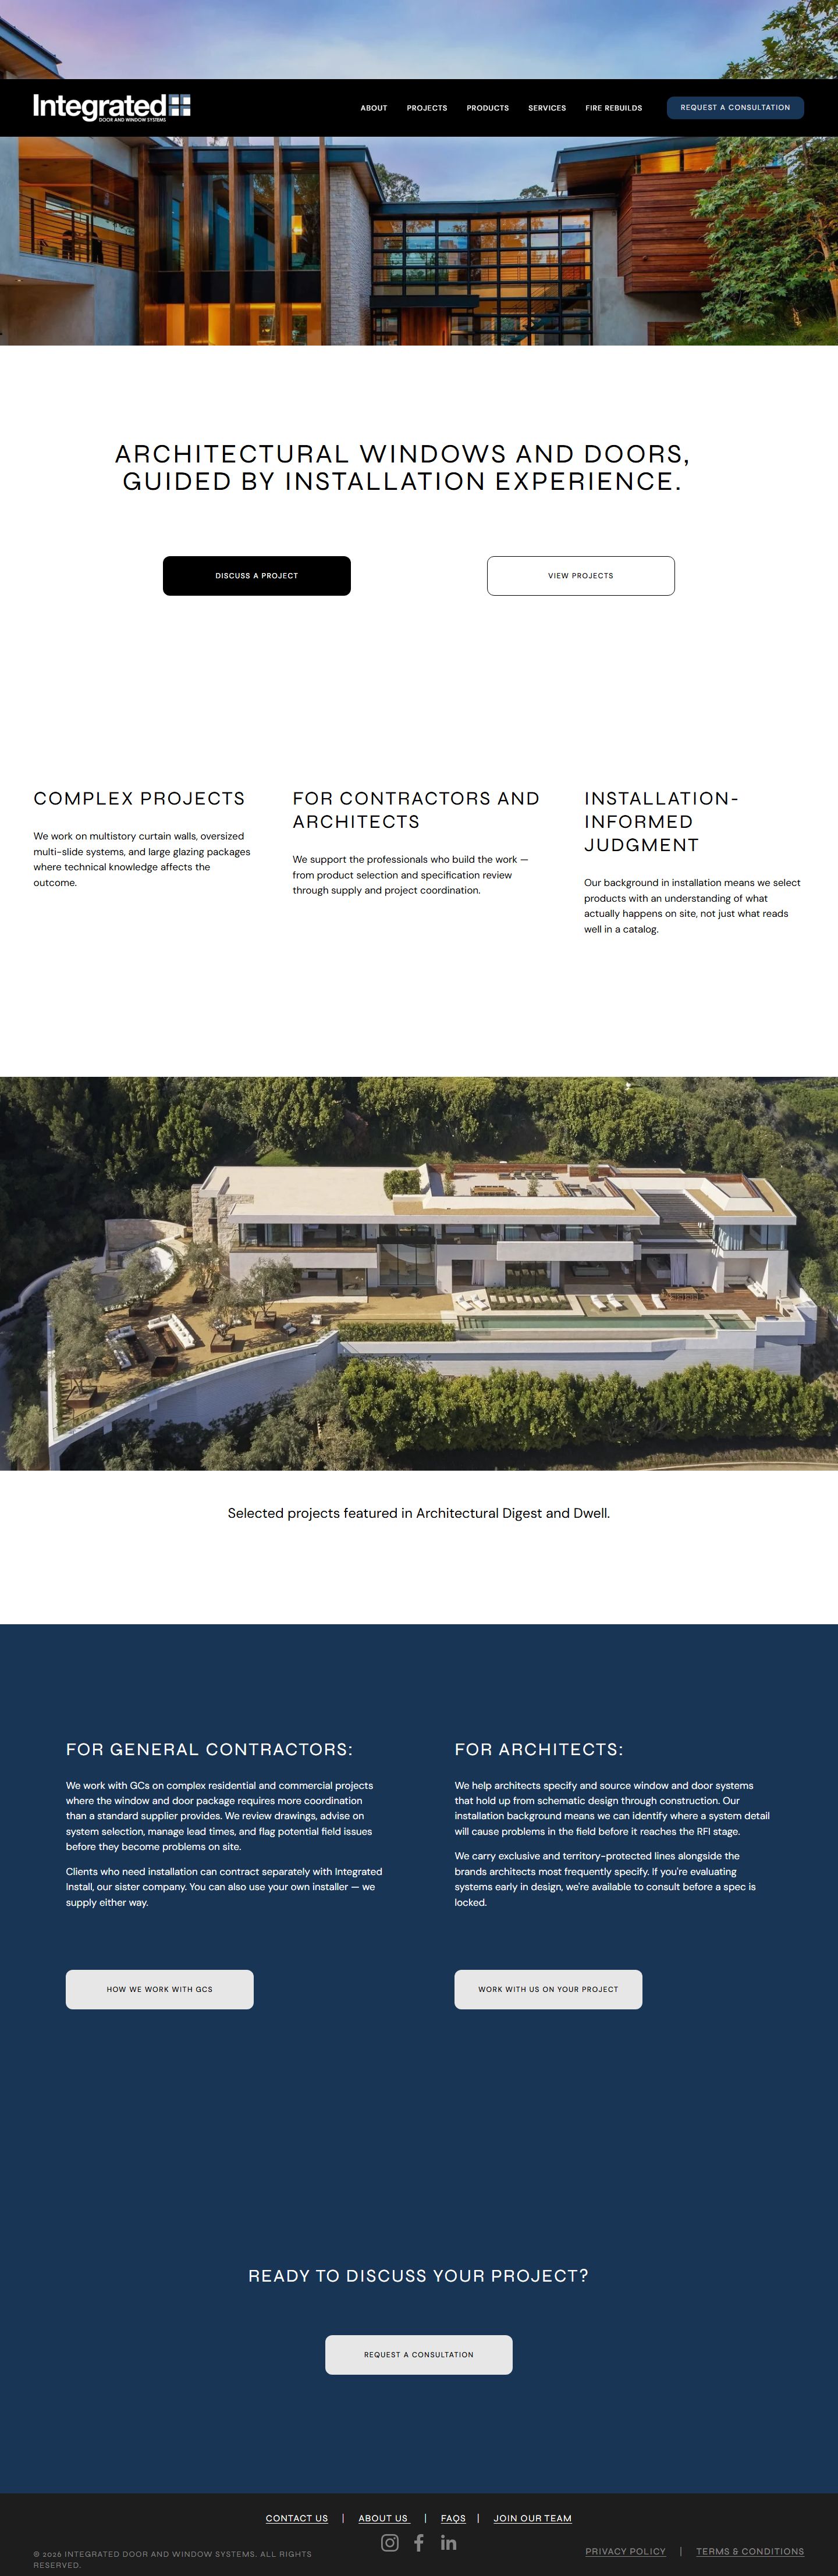 Integrated
DOOR AND WINDOW SYSTEMS
ABOUT PROJECTS PRODUCTS SERVICES FIRE REBUILDS REQUEST A CONSULTATION
ARCHITECTURAL WINDOWS AND DOORS,
GUIDED BY INSTALLATION EXPERIENCE.
DISCUSS A PROJECT
VIEW PROJECTS
COMPLEX PROJECTS
We work on multistory curtain walls, oversized
multi-slide systems, and large glazing packages
where technical knowledge affects the
outcome.
FOR CONTRACTORS AND
ARCHITECTS
We support the professionals who build the work —
from product selection and specification review
through supply and project coordination.
INSTALLATION-
INFORMED
JUDGMENT
Our background in installation means we select
products with an understanding of what
actually happens on site, not just what reads
well in a catalog.
Selected projects featured in Architectural Digest and Dwell.
FOR GENERAL CONTRACTORS:
We work with GCs on complex residential and commercial projects
where the window and door package requires more coordination
than a standard supplier provides. We review drawings, advise on
system selection, manage lead times, and flag potential field issues
before they become problems on site.
Clients who need installation can contract separately with Integrated
Install, our sister company. You can also use your own installer — we
supply either way.
HOW WE WORK WITH GCS
FOR ARCHITECTS:
We help architects specify and source window and door systems
that hold up from schematic design through construction. Our
installation background means we can identify where a system detail
will cause problems in the field before it reaches the RFI stage.
We carry exclusive and territory-protected lines alongside the
brands architects most frequently specify. If you're evaluating
systems early in design, we're available to consult before a spec is
locked.
WORK WITH US ON YOUR PROJECT
READY TO DISCUSS YOUR PROJECT?
REQUEST A CONSULTATION
CONTACT US | ABOUT US | FAQS | JOIN OUR TEAM
© 2026 INTEGRATED DOOR AND WINDOW SYSTEMS. ALL RIGHTS
RESERVED.
PRIVACY POLICY | TERMS & CONDITIONS